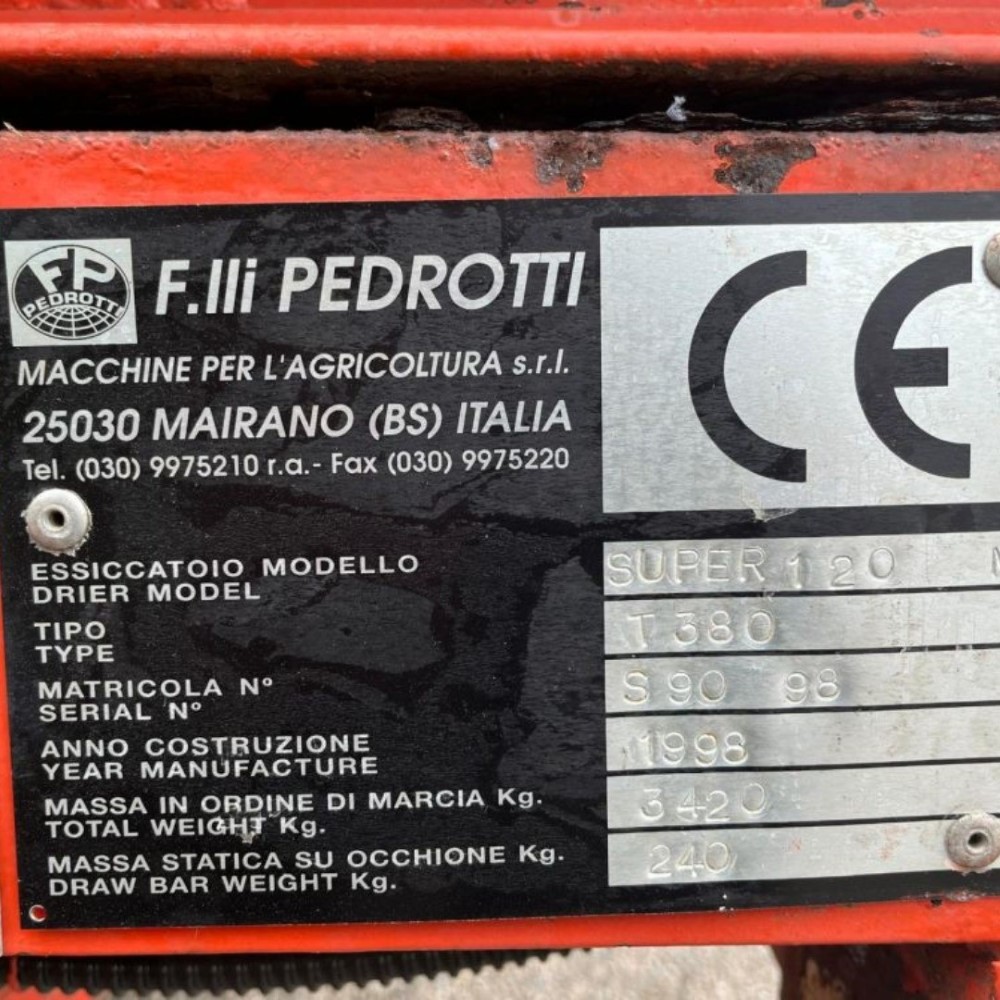 FP
PEDROTTI
F.lli PEDROTTI
MACCHINE PER L'AGRICOLTURA s.r.l.
25030 MAIRANO (BS) ITALIA
Tel. (030) 9975210 r.a.- Fax (030) 9975220
CE
ESSICCATOIO MODELLO
DRIER MODEL
SUPER 120
TIPO
TYPE
T 380
MATRICOLA Nº
SERIAL Nº
S 90 98
ANNO COSTRUZIONE
YEAR MANUFACTURE
1998
MASSA IN ORDINE DI MARCIA Kg.
TOTAL WEIGHT Kg.
3420
MASSA STATICA SU OCCHIONE Kg.
DRAW BAR WEIGHT Kg.
240